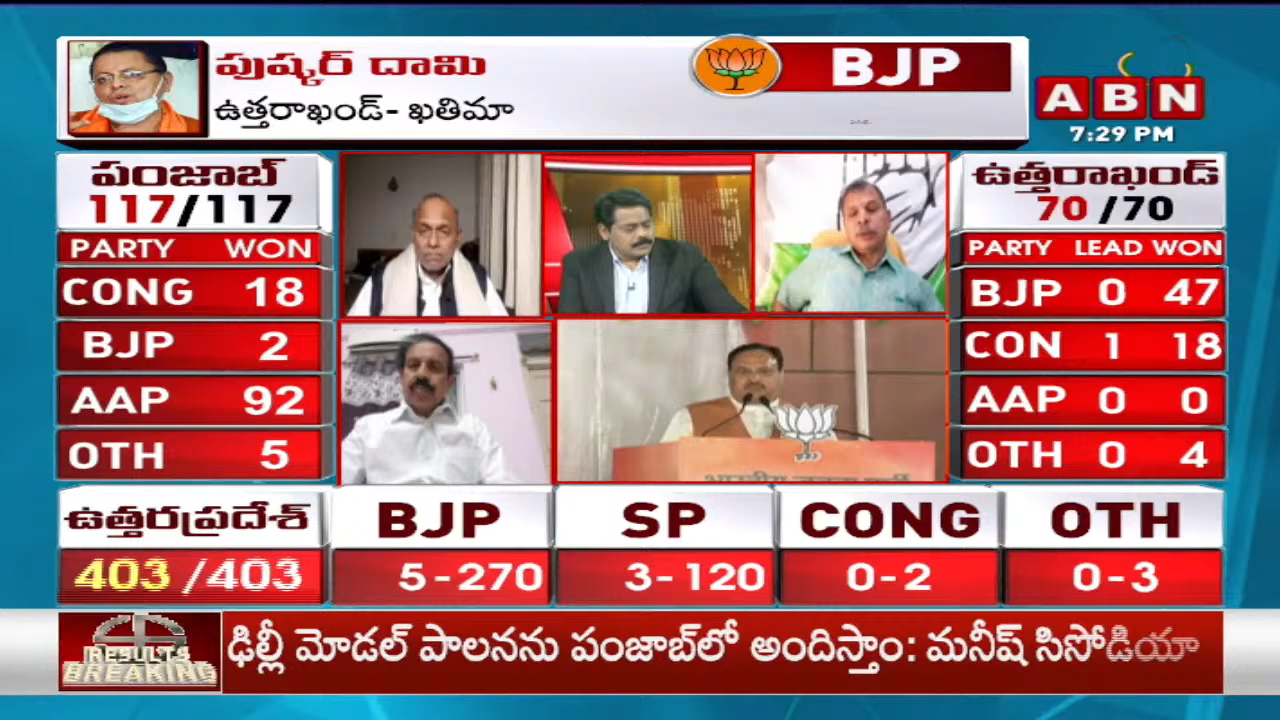 పుష్కర్ దామి
ఉత్తరాఖండ్- ఖతిమా
BJP
ABN
7:29 PM
పంజాబ్
117/117
PARTY WON
CONG 18
BJP 2
AAP 92
OTH 5
ఉత్తరాఖండ్
70 /70
PARTY LEAD WON
BJP 0 47
CON 1 18
AAP 0 0
OTH 0 4
ఉత్తరప్రదేశ్ BJP SP CONG OTH
403 /403 5-270 3-120 0-2 0-3
RESULTS
BREAKING
ఢిల్లీ మోడల్ పాలనను పంజాబ్‌లో అందిస్తాం: మనీష్ సిసోడియా